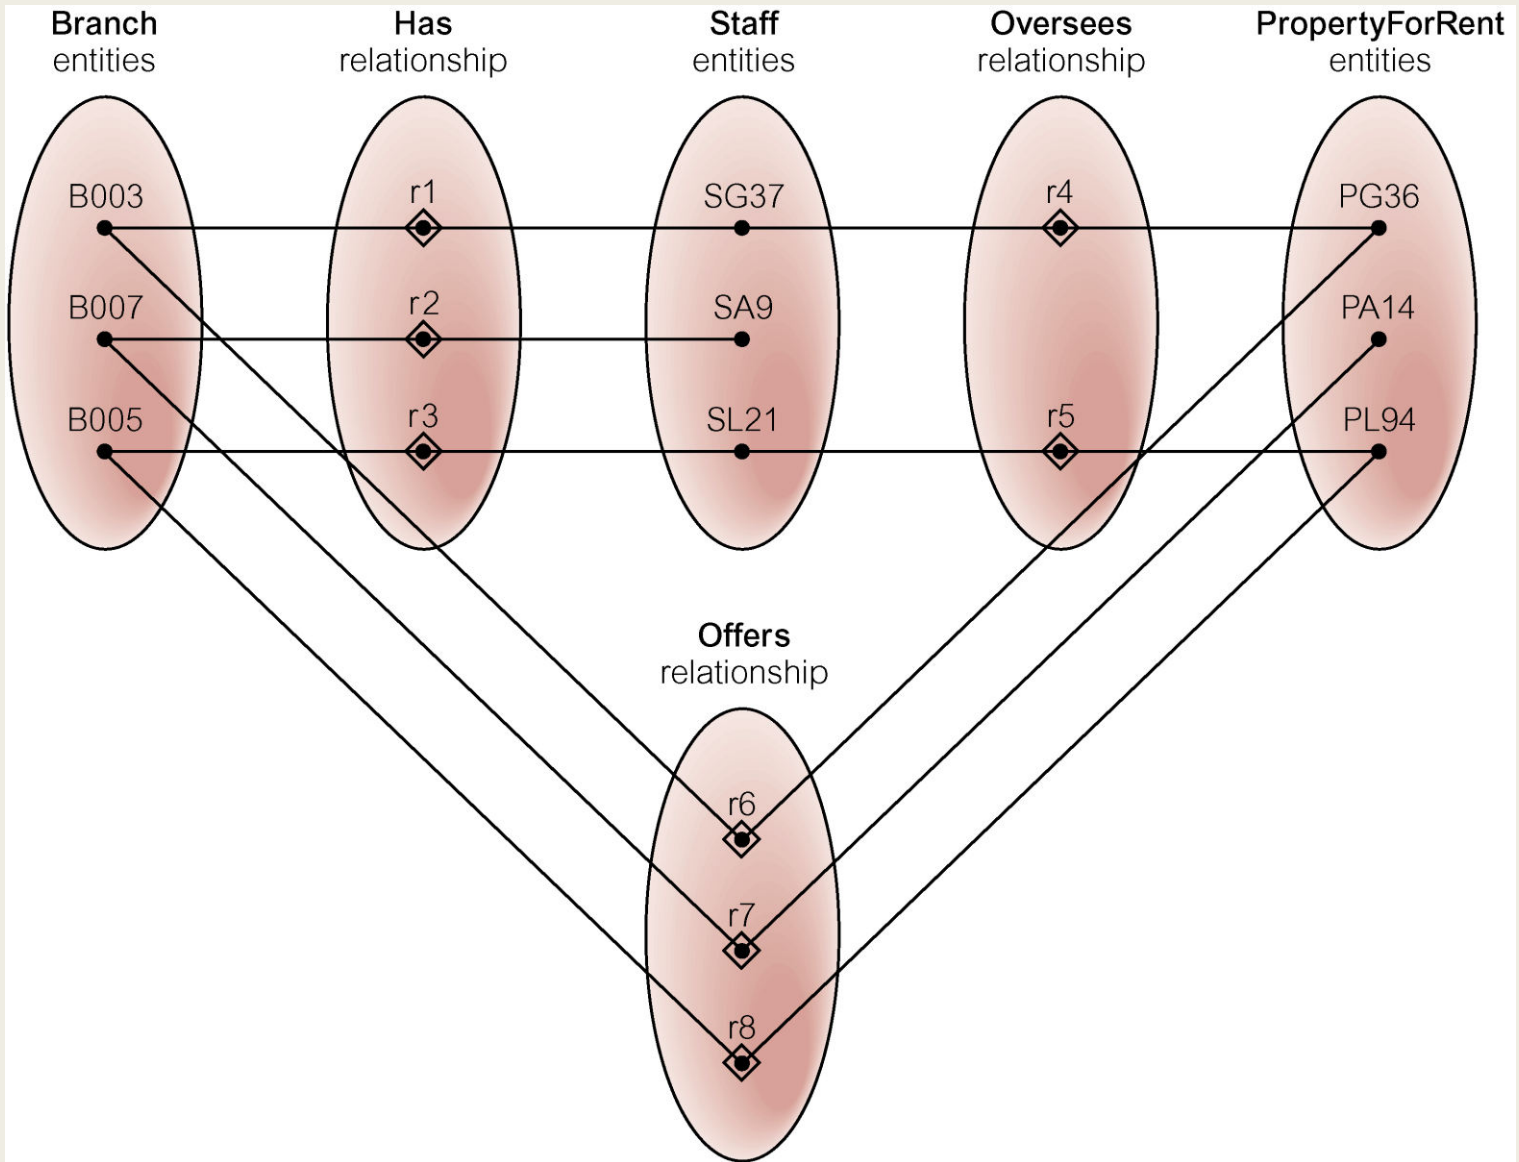 Branch
entities
Has
relationship
Staff
entities
Oversees
relationship
PropertyForRent
entities
B003
r1
SG37
r4
PG36
B007
r2
SA9
PA14
B005
r3
SL21
r5
PL94
Offers
relationship
r6
r7
r8